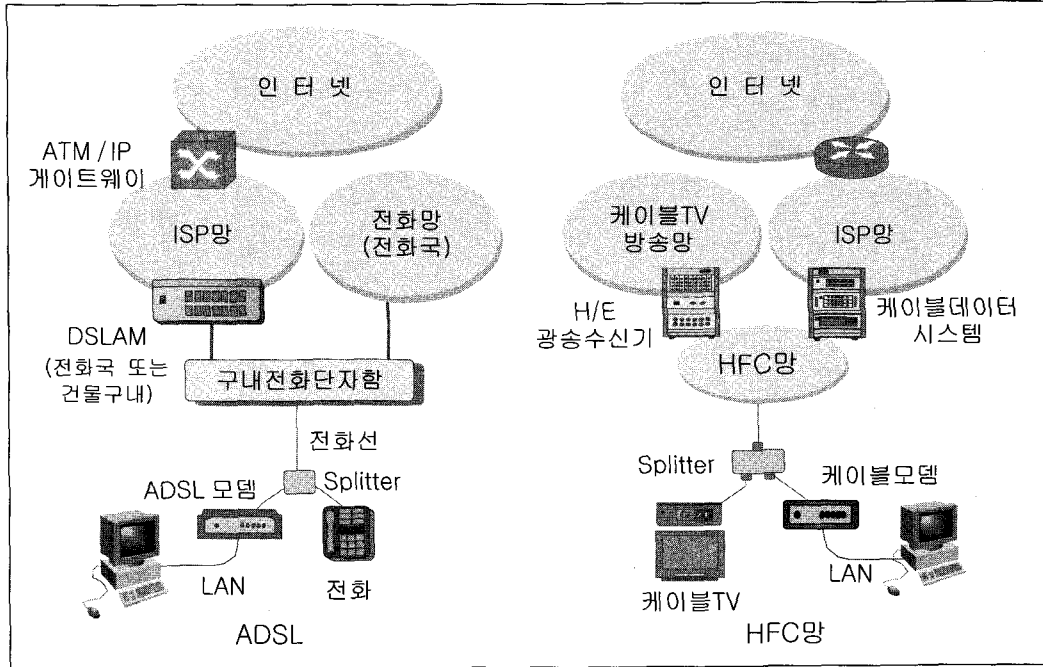 인 터 넷
ATM / IP
게이트웨이
ISP망
전화망
(전화국)
DSLAM
(전화국 또는
건물구내)
구내전화단자함
전화선
Splitter
ADSL 모뎀
LAN
전화
ADSL
인 터 넷
케이블TV
방송망
ISP망
H/E
광송수신기
케이블데이터
시스템
HFC망
Splitter
케이블모뎀
LAN
케이블TV
HFC망